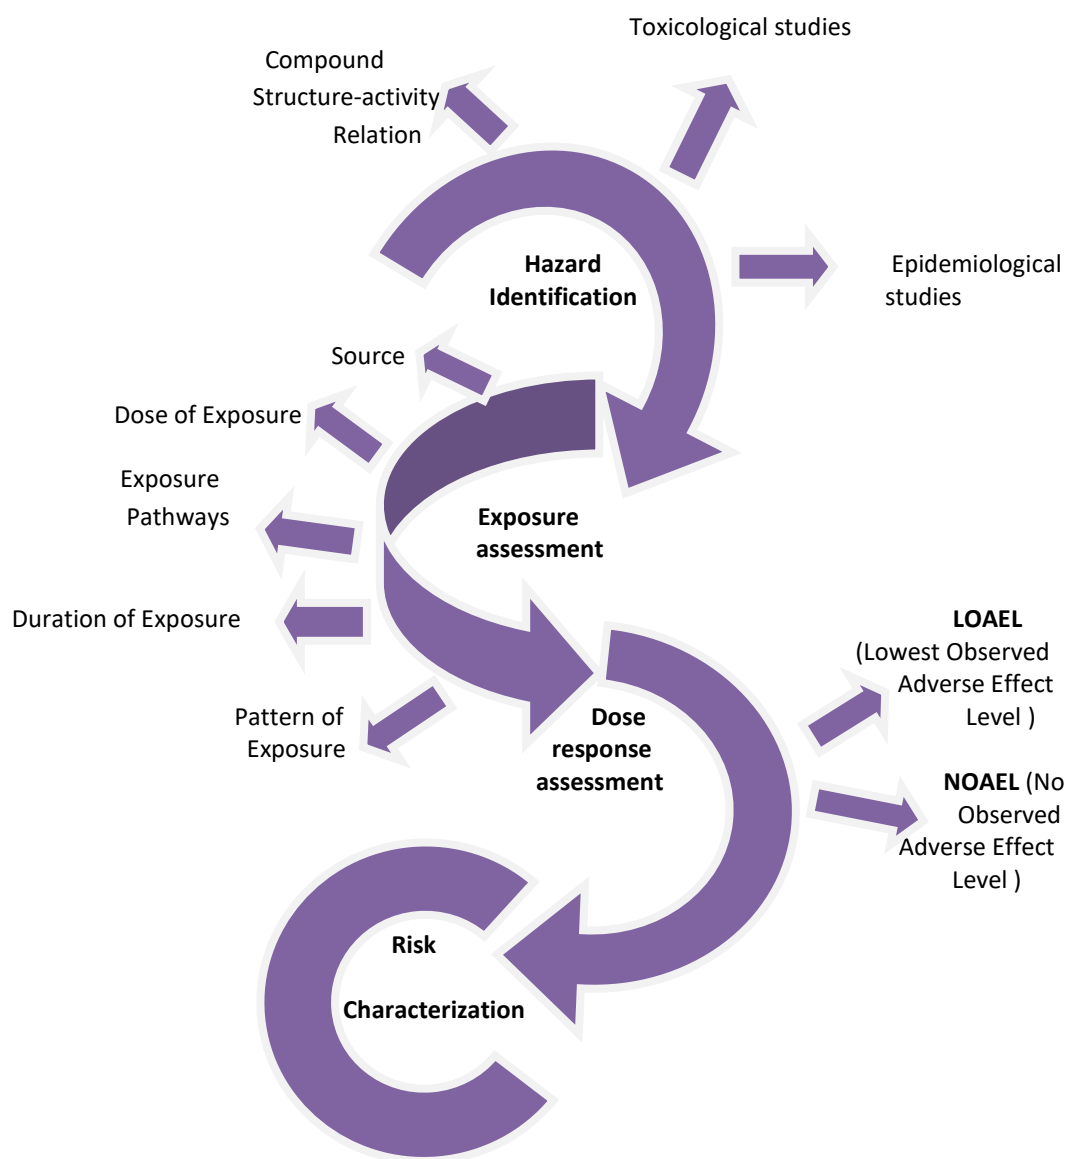 Toxicological studies
Compound
Structure-activity
Relation
Hazard
Identification
Epidemiological
studies
Source
Dose of Exposure
Exposure
Pathways
Exposure
assessment
Duration of Exposure
Pattern of
Exposure
Dose
response
assessment
LOAEL
(Lowest Observed
Adverse Effect
Level )
NOAEL (No
Observed
Adverse Effect
Level )
Risk
Characterization